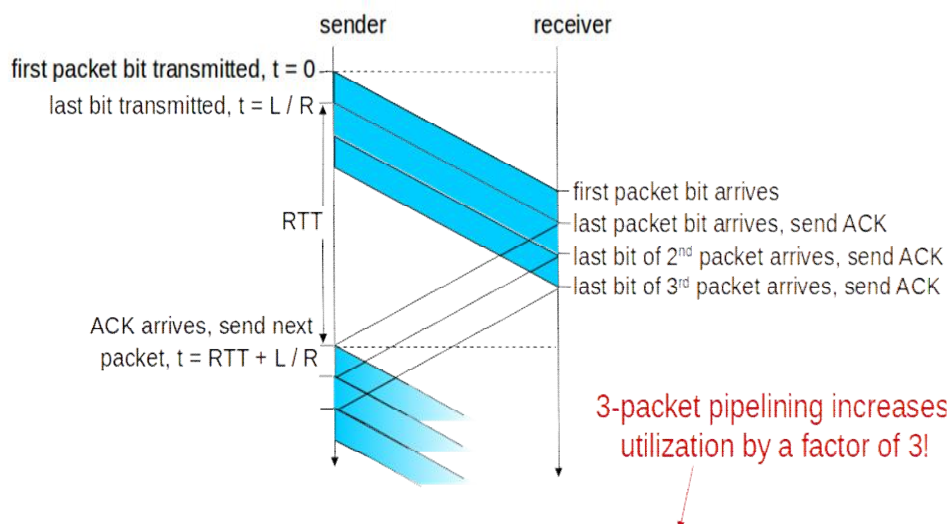 sender
receiver
first packet bit transmitted, t = 0
last bit transmitted, t = L / R
first packet bit arrives
last packet bit arrives, send ACK
RTT
last bit of 2nd packet arrives, send ACK
last bit of 3rd packet arrives, send ACK
ACK arrives, send next
packet, t = RTT + L / R
3-packet pipelining increases
utilization by a factor of 3!